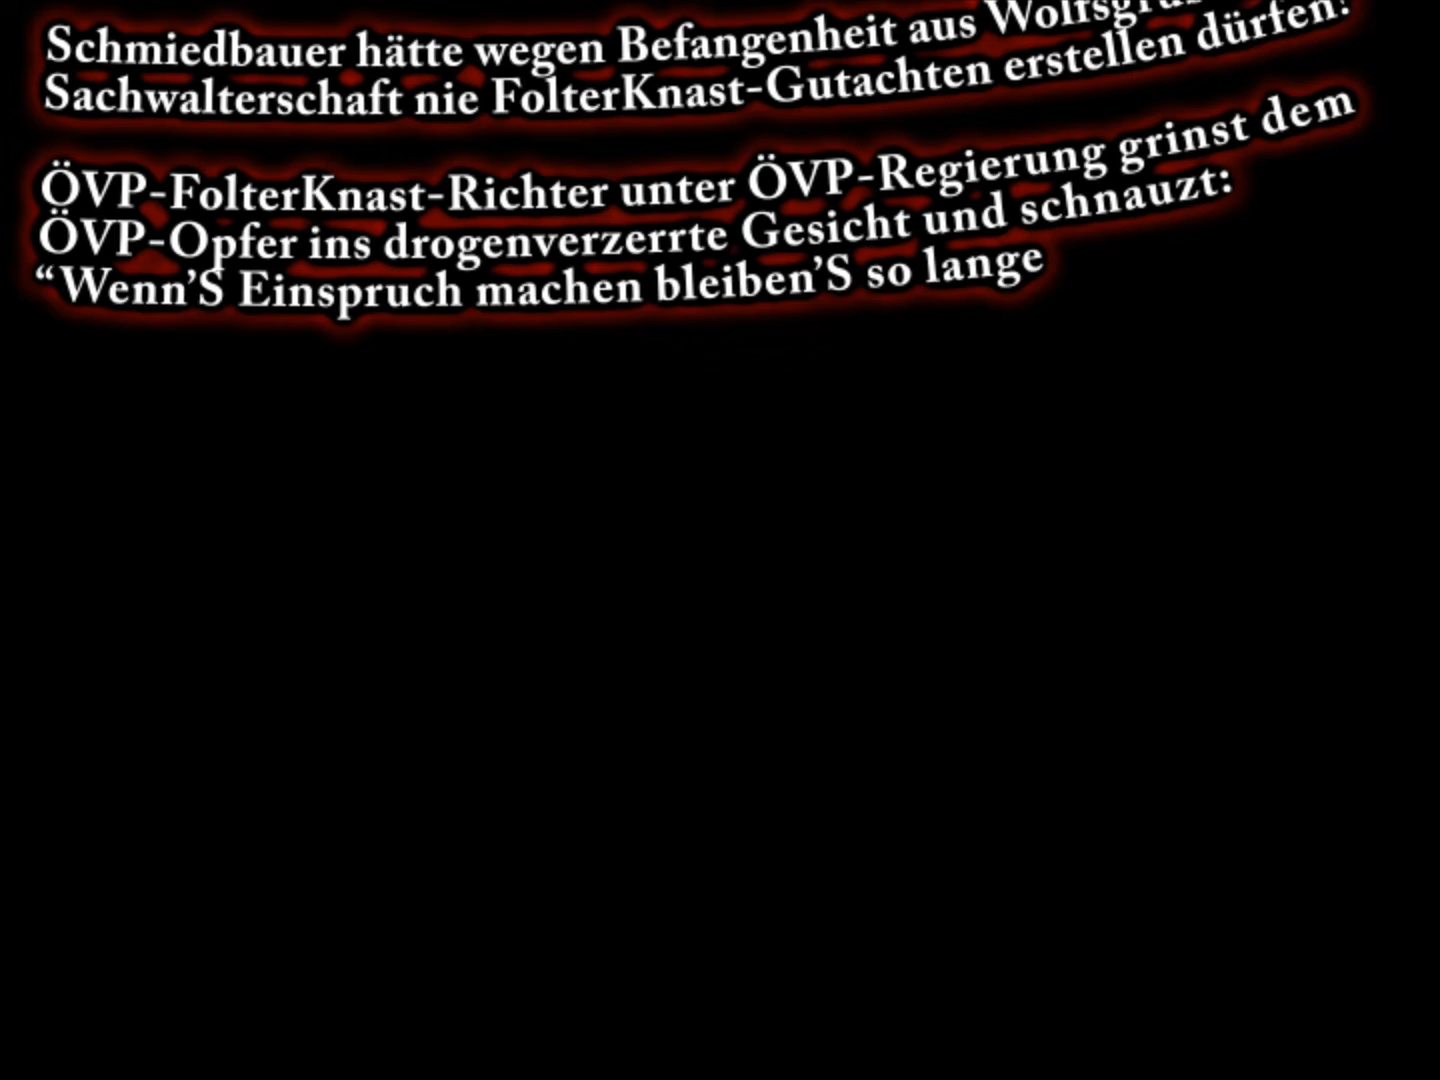 Schmiedbauer hätte wegen Befangenheit aus
Sachwalterschaft nie FolterKnast-Gutachten erstellen dürfen!
ÖVP-FolterKnast-Richter unter ÖVP-Regierung grinst dem
ÖVP-Opfer ins drogenverzerrte Gesicht und schnauzt:
“Wenn’S Einspruch machen bleiben’S so lange